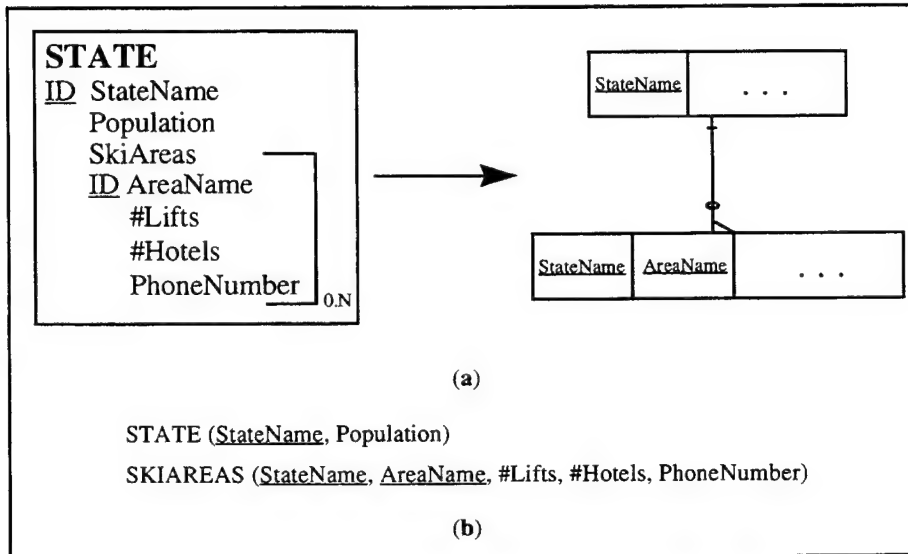 STATE
ID StateName
Population
SkiAreas
ID AreaName
#Lifts
#Hotels
PhoneNumber
0.N
StateName
. . .
StateName
AreaName
. . .
(a)
STATE (StateName, Population)
SKIAREAS (StateName, AreaName, #Lifts, #Hotels, PhoneNumber)
(b)